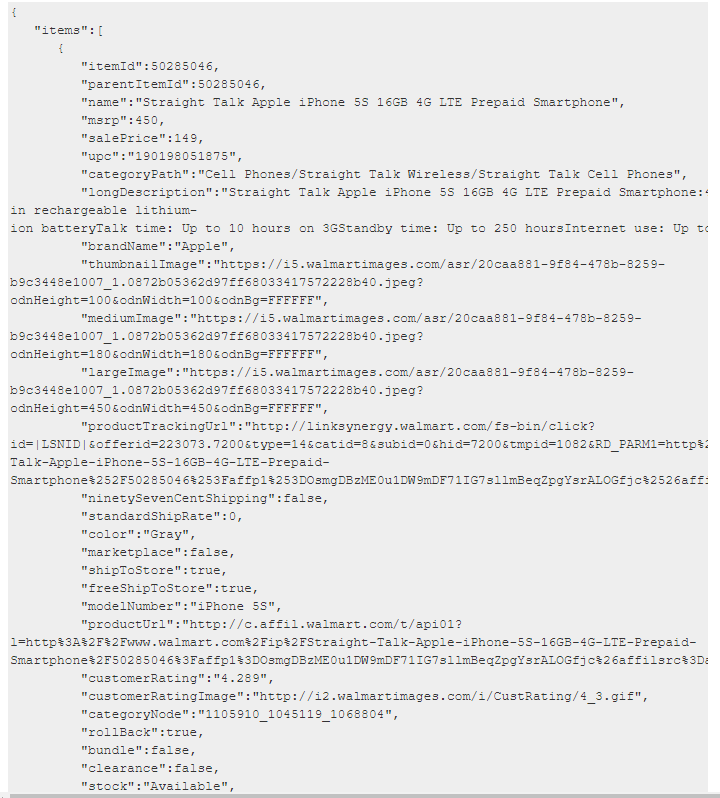 {
"items":[
{
"itemId":50285046,
"parentItemId":50285046,
"name":"Straight Talk Apple iPhone 5S 16GB 4G LTE Prepaid Smartphone",
"msrp":450,
"salePrice":149,
"upc":"190198051875",
"categoryPath":"Cell Phones/Straight Talk Wireless/Straight Talk Cell Phones",
"longDescription":"Straight Talk Apple iPhone 5S 16GB 4G LTE Prepaid Smartphone:4
in rechargeable lithium-
ion batteryTalk time: Up to 10 hours on 3GStandby time: Up to 250 hoursInternet use: Up to
"brandName":"Apple",
"thumbnailImage":"https://i5.walmartimages.com/asr/20caa881-9f84-478b-8259-
b9c3448e1007_1.0872b05362d97ff68033417572228b40.jpeg?
odnHeight=100&odnWidth=100&odnBg=FFFFFF",
"mediumImage":"https://i5.walmartimages.com/asr/20caa881-9f84-478b-8259-
b9c3448e1007_1.0872b05362d97ff68033417572228b40.jpeg?
odnHeight=180&odnWidth=180&odnBg=FFFFFF",
"largeImage":"https://i5.walmartimages.com/asr/20caa881-9f84-478b-8259-
b9c3448e1007_1.0872b05362d97ff68033417572228b40.jpeg?
odnHeight=450&odnWidth=450&odnBg=FFFFFF",
"productTrackingUrl":"http://linksynergy.walmart.com/fs-bin/click?
id=|LSNID|&offerid=223073.7200&type=14&catid=8&subid=0&hid=7200&tmpid=1082&RD_PARM1=http%2
Talk-Apple-iPhone-5S-16GB-4G-LTE-Prepaid-
Smartphone%252F50285046%253Faffp1%253DOsmgDBzME0u1DW9mDF71IG7sllmBeqZpgYsrALOGfjc%2526affi
"ninetySevenCentShipping":false,
"standardShipRate":0,
"color":"Gray",
"marketplace":false,
"shipToStore":true,
"freeShipToStore":true,
"modelNumber":"iPhone 5S",
"productUrl":"http://c.affil.walmart.com/t/api01?
l=http%3A%2F%2Fwww.walmart.com%2Fip%2FStraight-Talk-Apple-iPhone-5S-16GB-4G-LTE-Prepaid-
Smartphone%2F50285046%3Faffp1%3DOsmgDBzME0u1DW9mDF71IG7sllmBeqZpgYsrALOGfjc%26affilsrc%3Da
"customerRating":"4.289",
"customerRatingImage":"http://i2.walmartimages.com/i/CustRating/4_3.gif",
"categoryNode":"1105910_1045119_1068804",
"rollBack":true,
"bundle":false,
"clearance":false,
"stock":"Available",